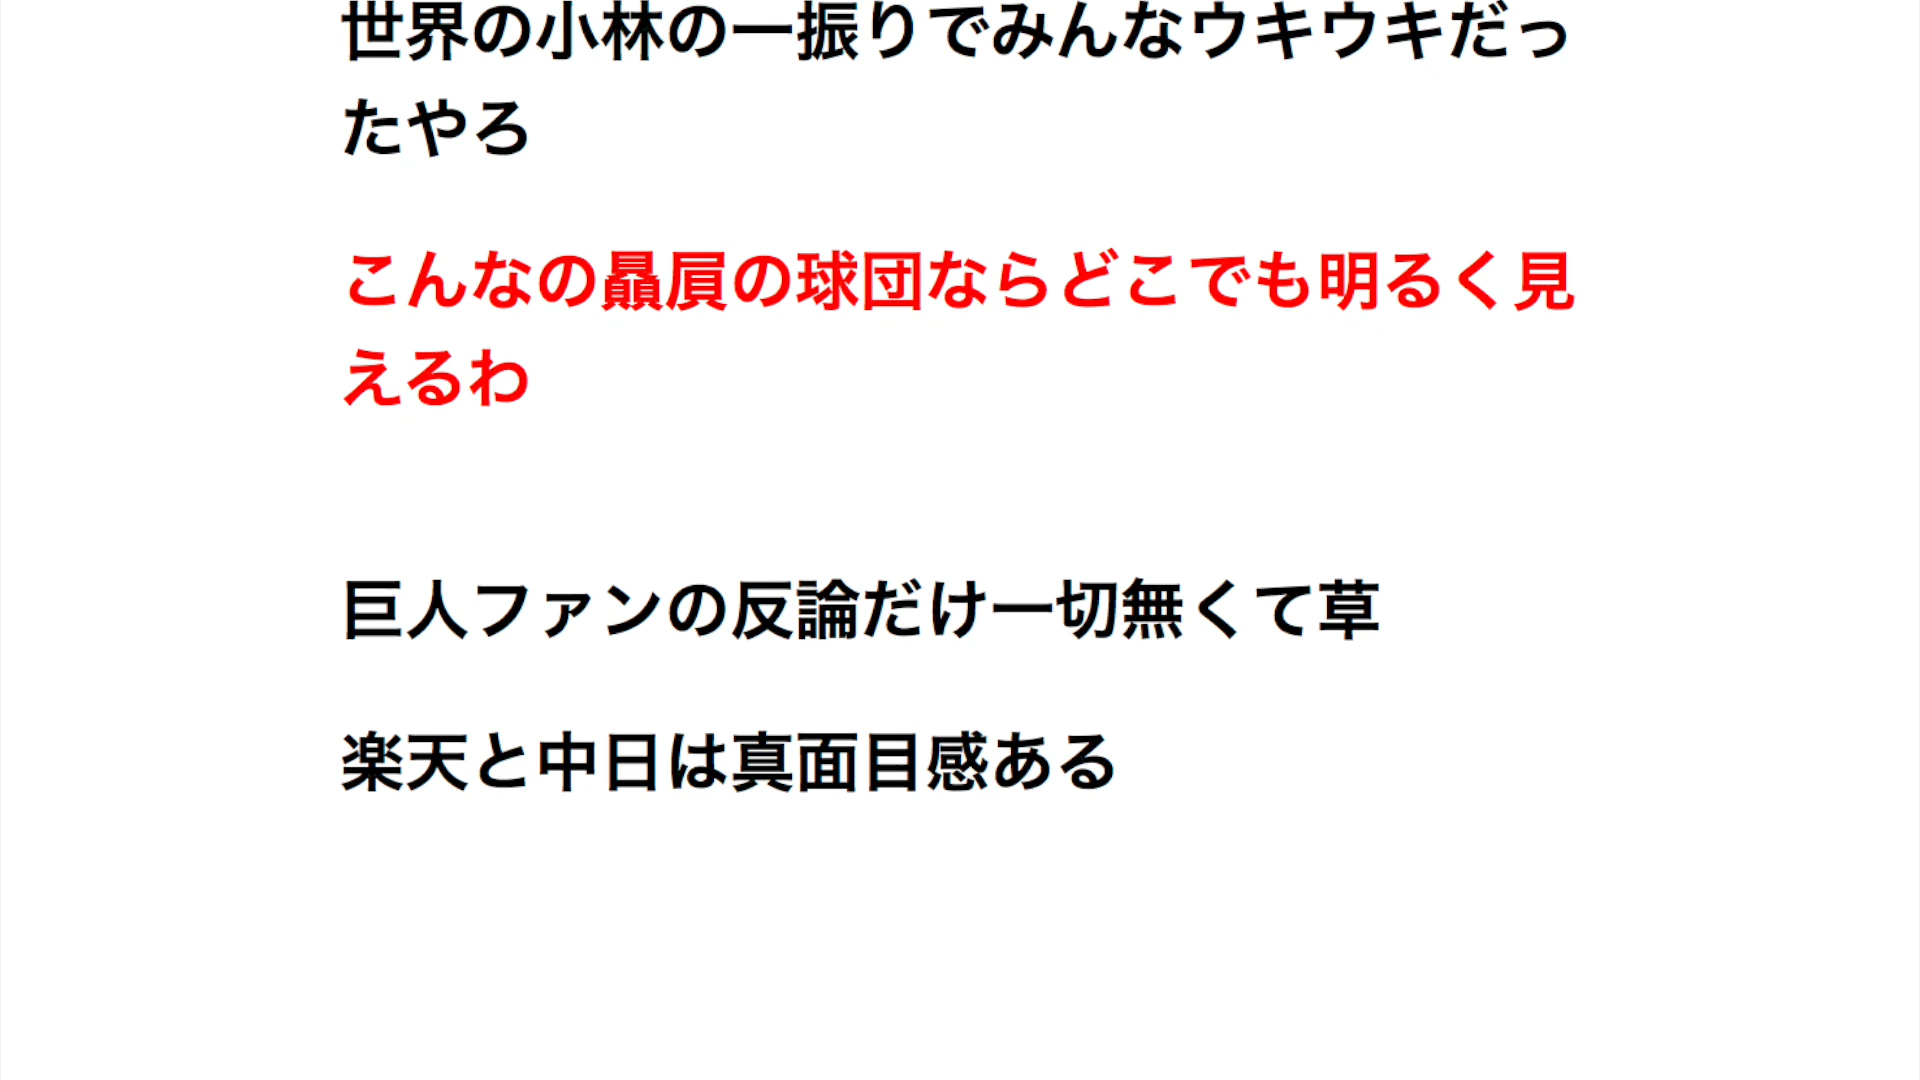 世界の小林の一振りでみんなウキウキだっ
たやろ
こんなの贔屓の球団ならどこでも明るく見
えるわ
巨人ファンの反論だけ一切無くて草
楽天と中日は真面目感ある